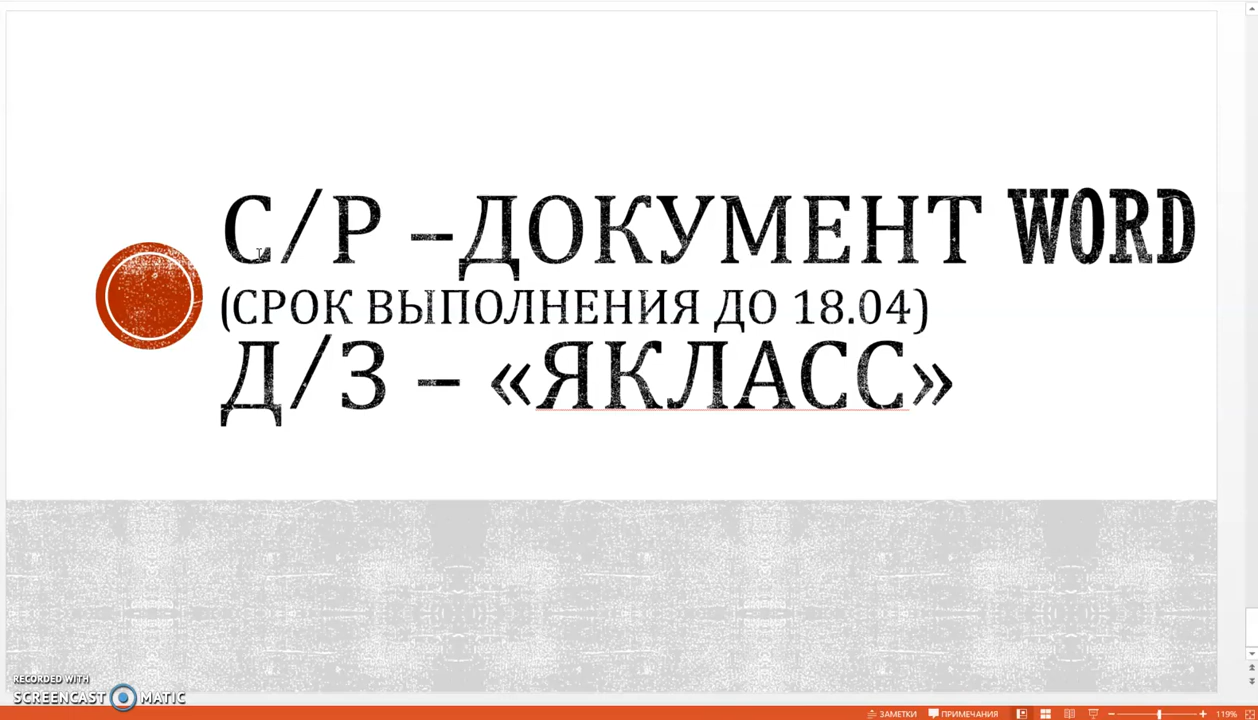 С/Р –ДОКУМЕНТ WORD
(СРОК ВЫПОЛНЕНИЯ ДО 18.04)
Д/З – «ЯКЛАСС»
RECORDED WITH
SCREENCAST MATIC
ЗАМЕТКИ ПРИМЕЧАНИЯ 119%